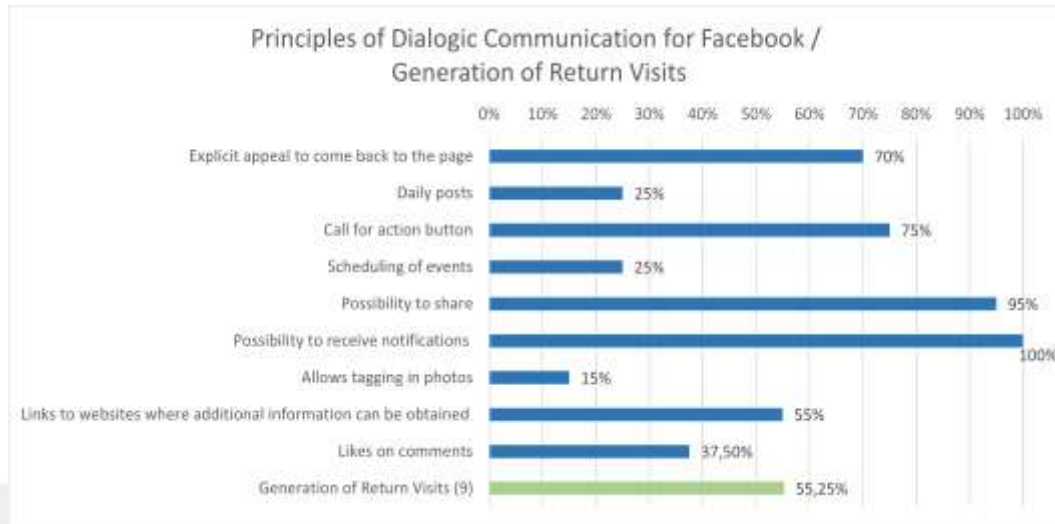 Principles of Dialogic Communication for Facebook /
Generation of Return Visits
0% 10% 20% 30% 40% 50% 60% 70% 80% 90% 100%
Explicit appeal to come back to the page 70%
Daily posts 25%
Call for action button 75%
Scheduling of events 25%
Possibility to share 95%
Possibility to receive notifications 100%
Allows tagging in photos 15%
Links to websites where additional information can be obtained 55%
Likes on comments 37,50%
Generation of Return Visits (9) 55,25%